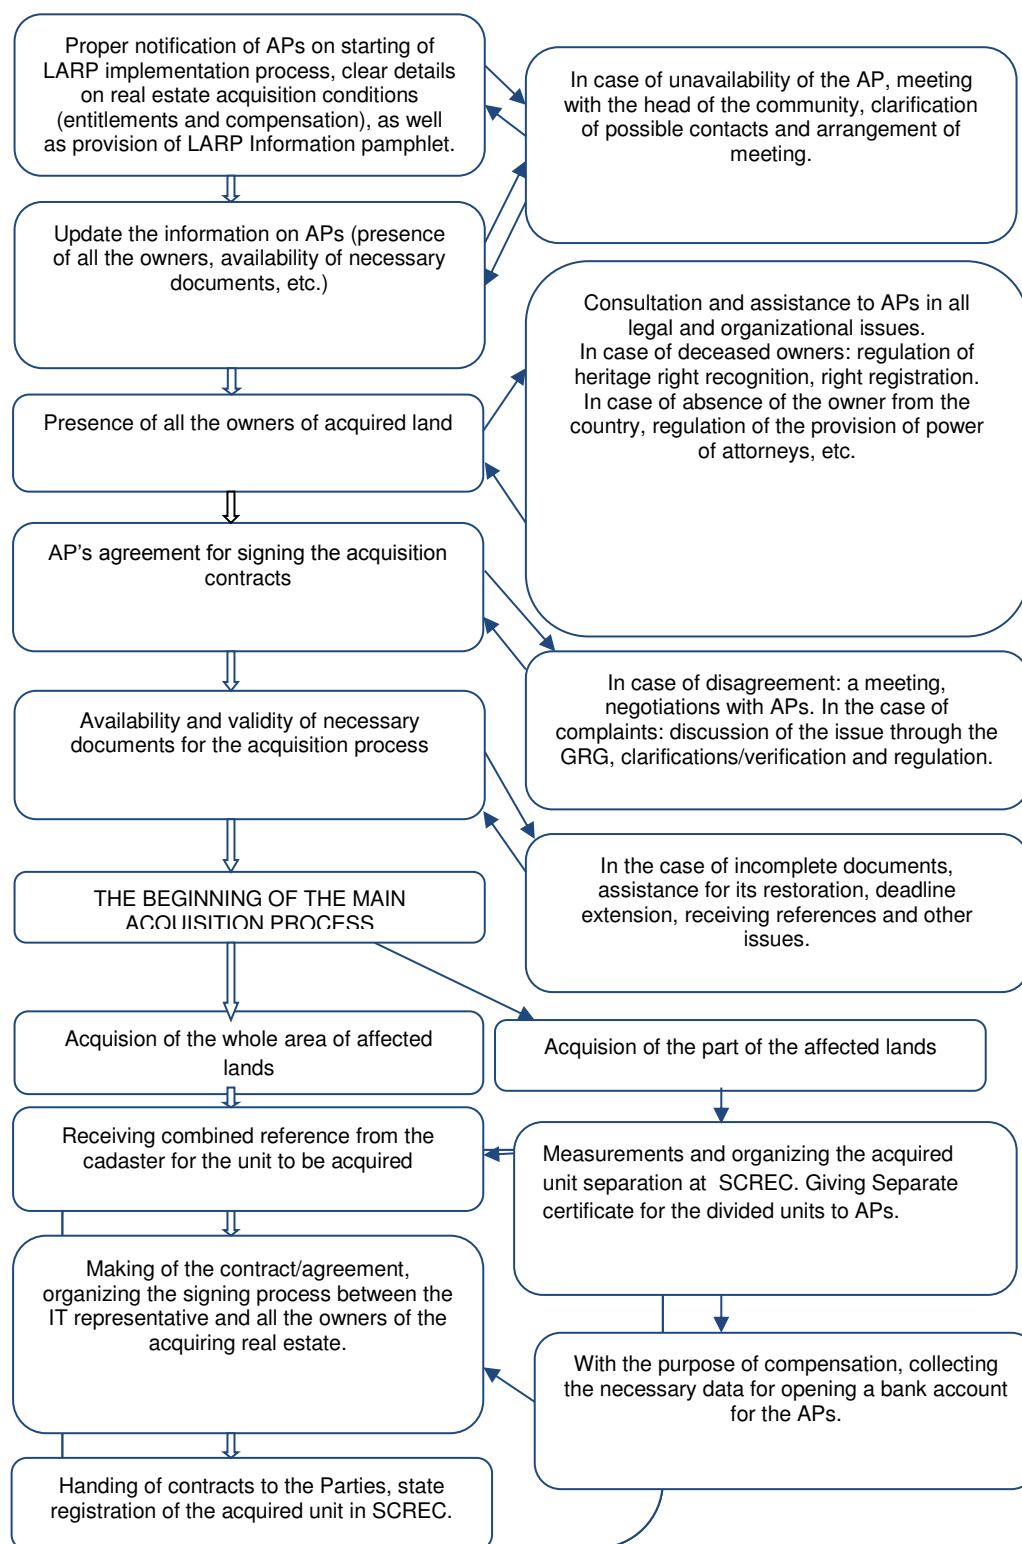 Proper notification of APs on starting of
LARP implementation process, clear details
on real estate acquisition conditions
(entitlements and compensation), as well
as provision of LARP Information pamphlet.
In case of unavailability of the AP, meeting
with the head of the community, clarification
of possible contacts and arrangement of
meeting.
Update the information on APs (presence
of all the owners, availability of necessary
documents, etc.)
Consultation and assistance to APs in all
legal and organizational issues.
In case of deceased owners: regulation of
heritage right recognition, right registration.
In case of absence of the owner from the
country, regulation of the provision of power
of attorneys, etc.
Presence of all the owners of acquired land
AP's agreement for signing the acquisition
contracts
In case of disagreement: a meeting,
negotiations with APs. In the case of
complaints: discussion of the issue through the
GRG, clarifications/verification and regulation.
Availability and validity of necessary
documents for the acquisition process
In the case of incomplete documents,
assistance for its restoration, deadline
extension, receiving references and other
issues.
THE BEGINNING OF THE MAIN
ACQUISITION PROCESS
Acquision of the whole area of affected
lands
Acquision of the part of the affected lands
Receiving combined reference from the
cadaster for the unit to be acquired
Measurements and organizing the acquired
unit separation at SCREC. Giving Separate
certificate for the divided units to APs.
Making of the contract/agreement,
organizing the signing process between the
IT representative and all the owners of the
acquiring real estate.
With the purpose of compensation, collecting
the necessary data for opening a bank account
for the APs.
Handing of contracts to the Parties, state
registration of the acquired unit in SCREC.